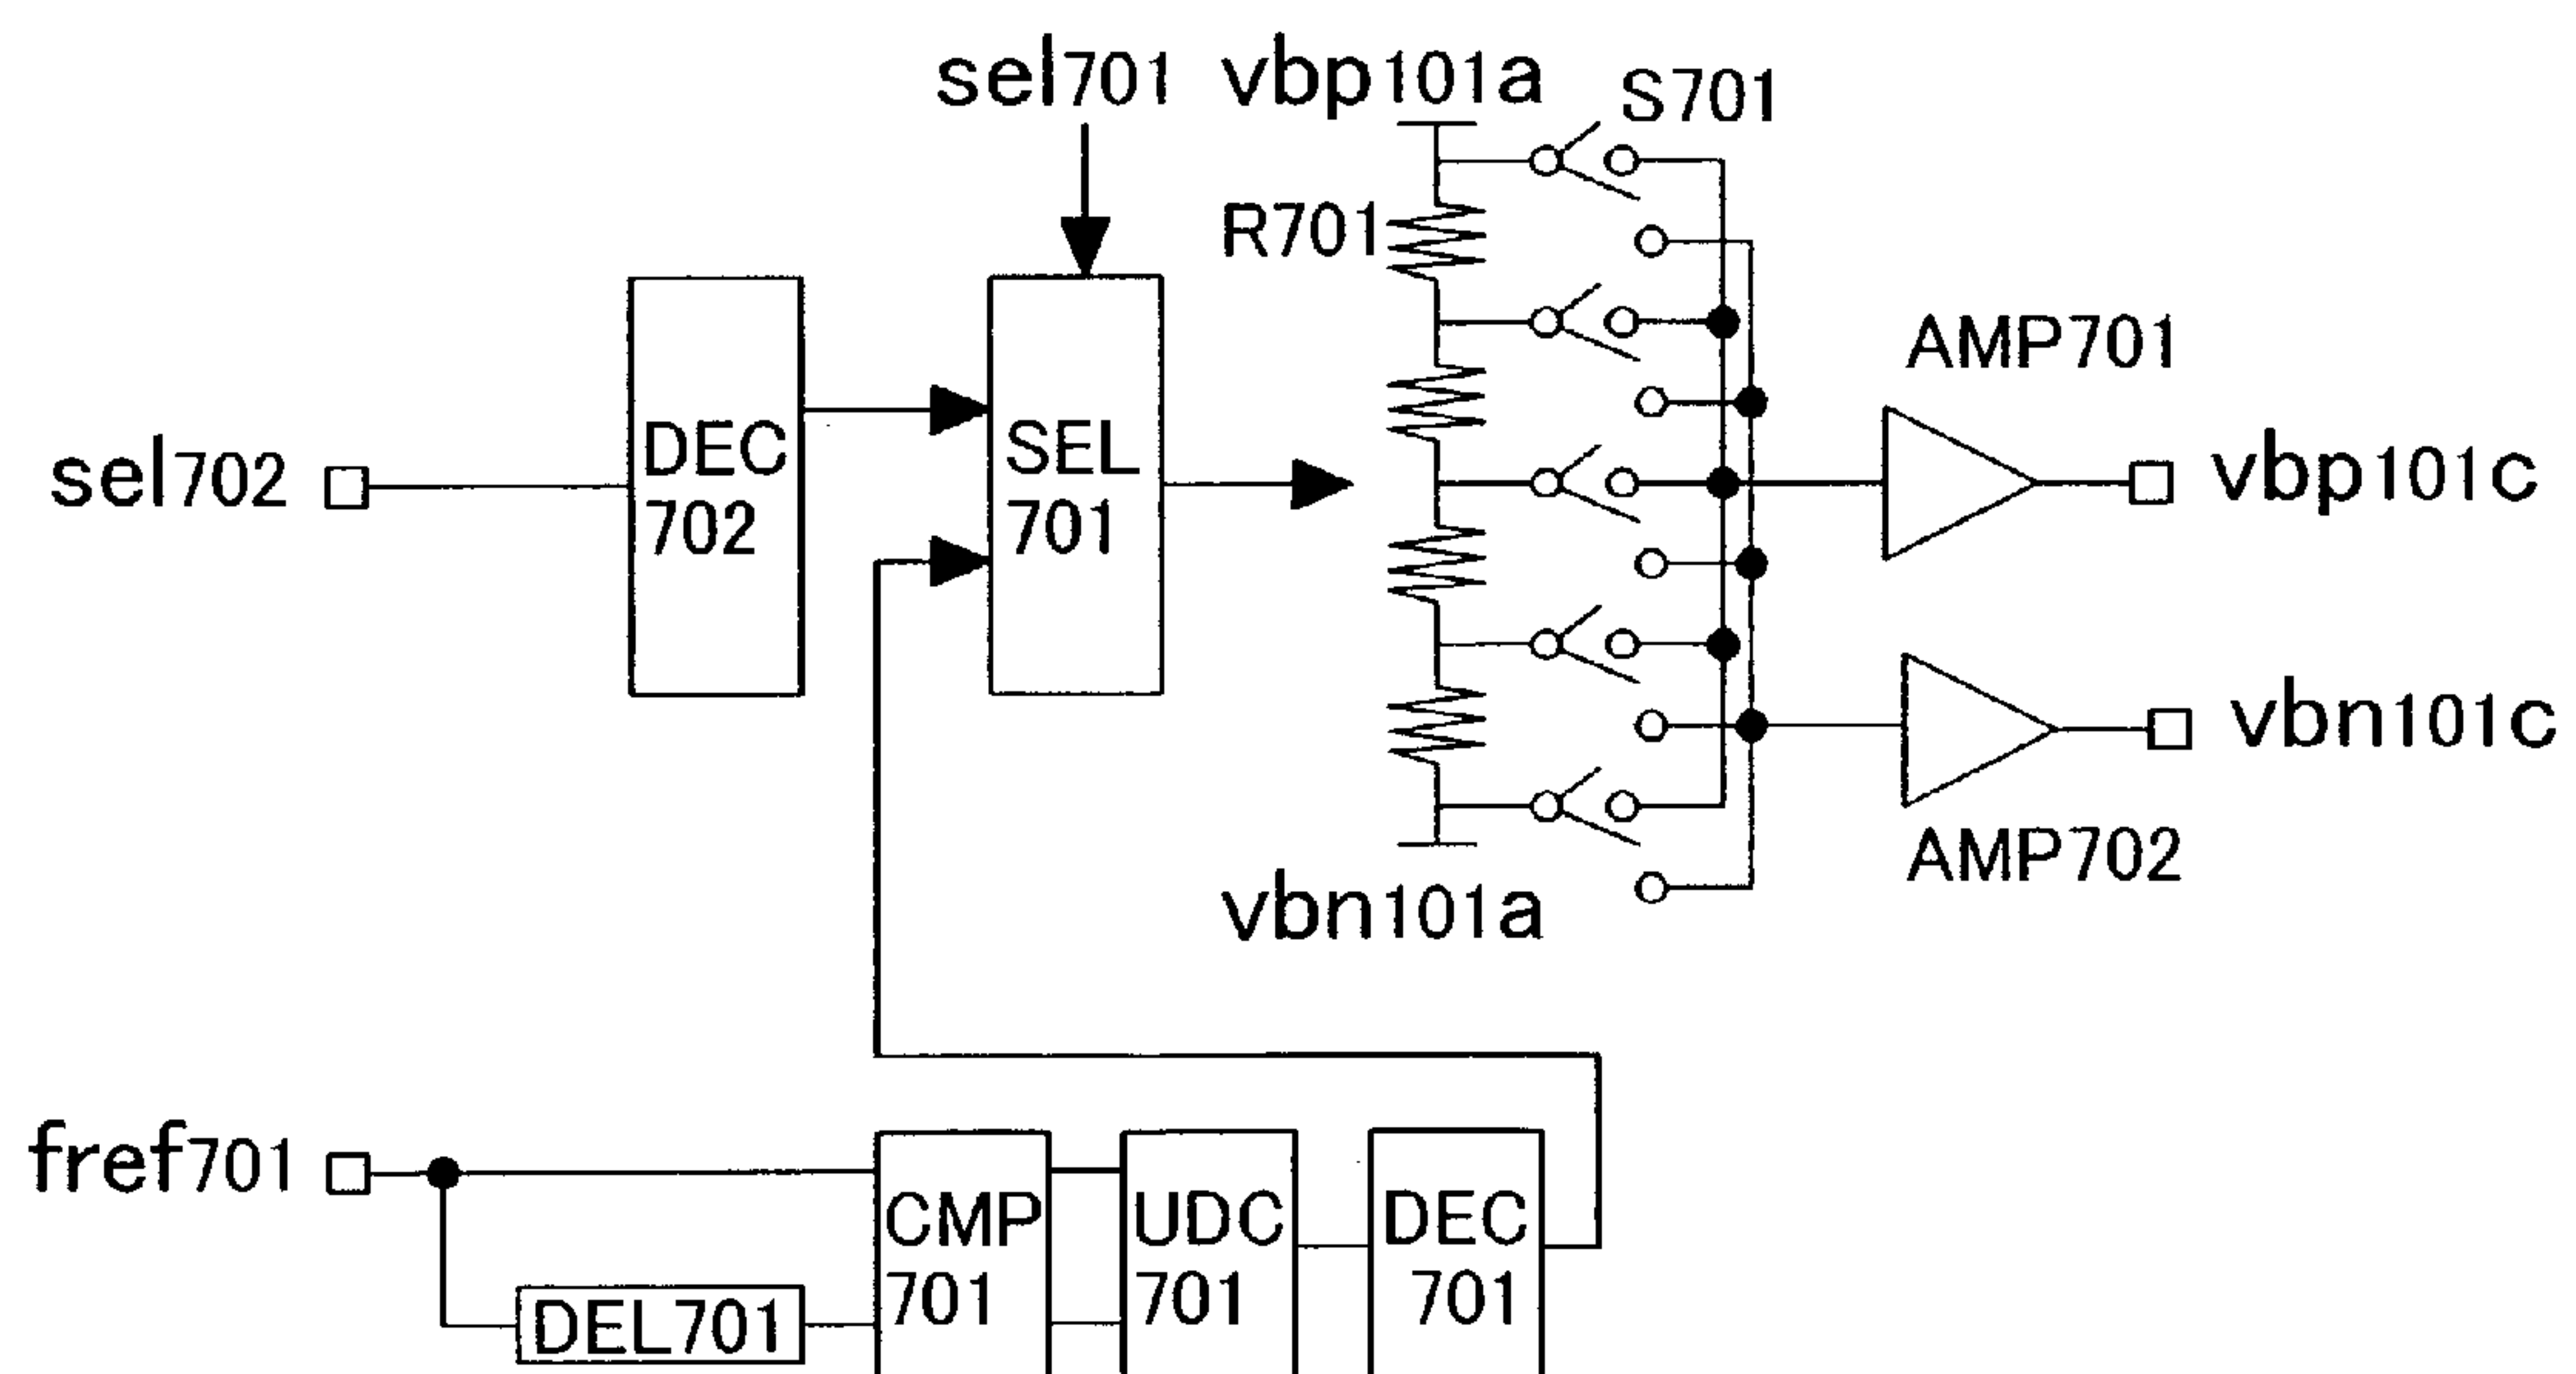 sel701
vbp101a
S701
R701
AMP701
DEC
702
SEL
701
sel702
vbp101c
vbn101c
AMP702
vbn101a
fref701
CMP
701
UDC
701
DEC
701
DEL701